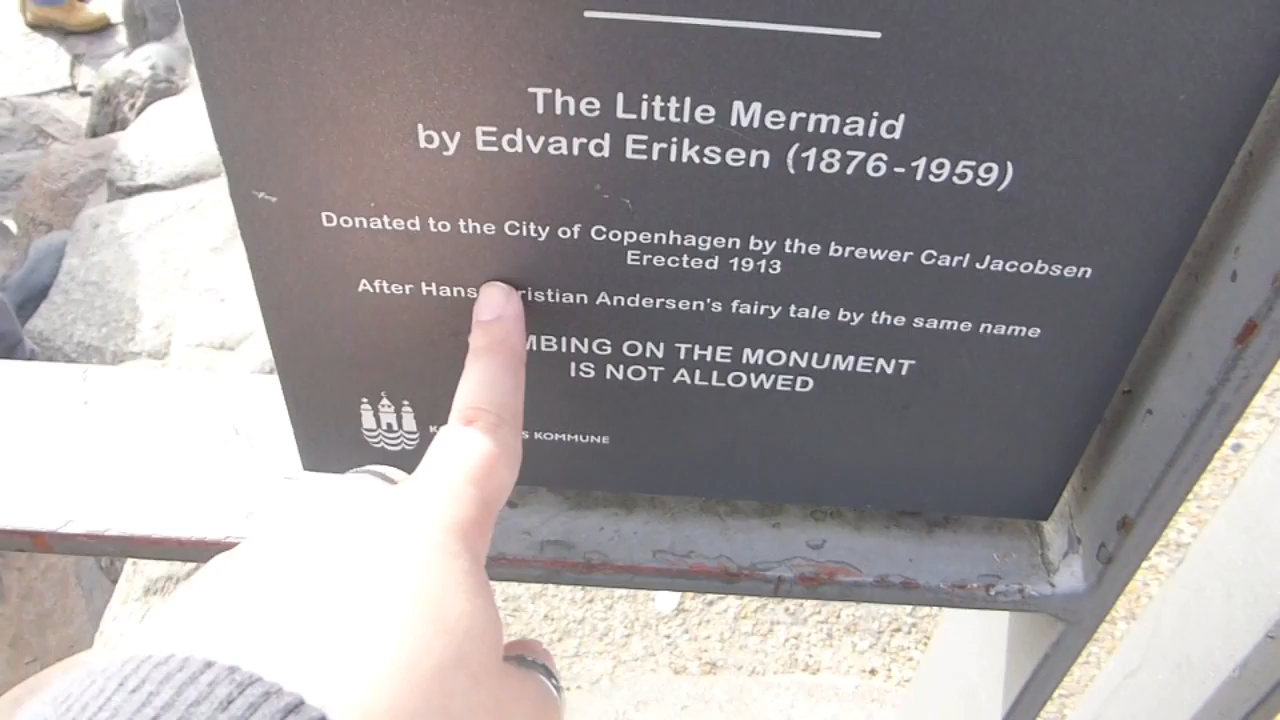 The Little Mermaid
by Edvard Eriksen (1876-1959)
Donated to the City of Copenhagen by the brewer Carl Jacobsen
Erected 1913
After Hans ristian Andersen's fairy tale by the same name
MBING ON THE MONUMENT
IS NOT ALLOWED
K S KOMMUNE